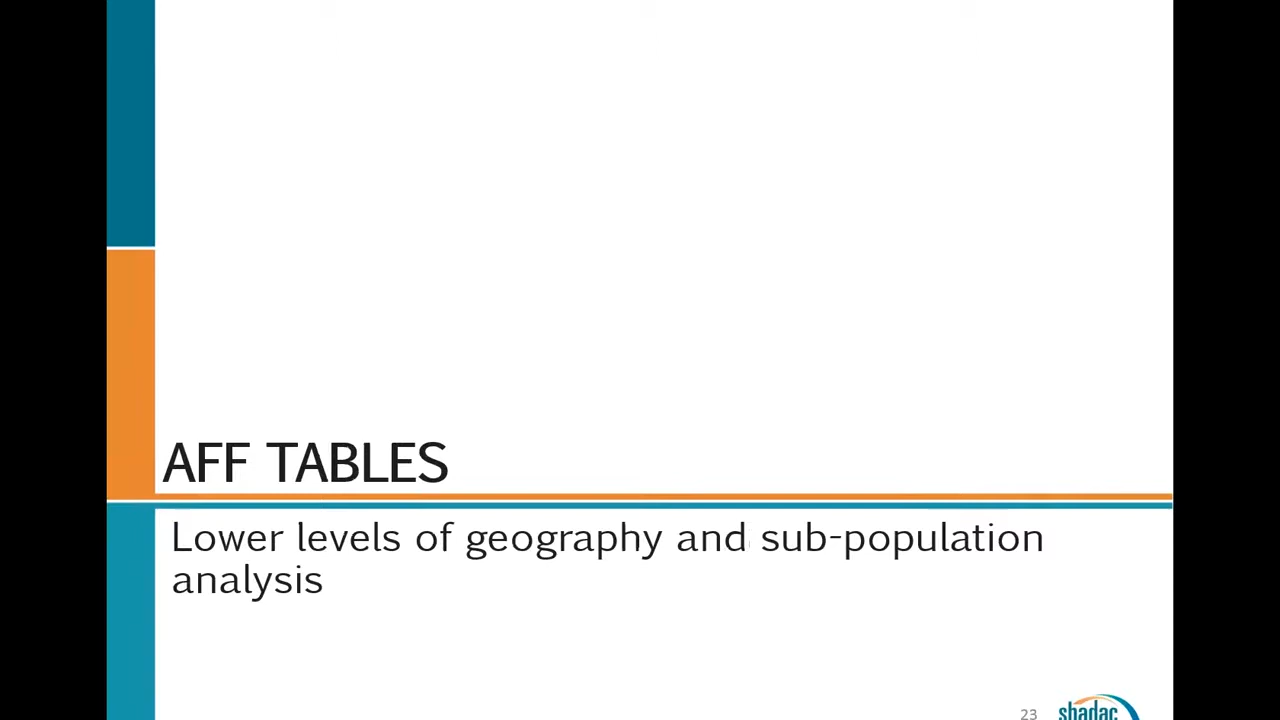 AFF TABLES
Lower levels of geography and sub-population
analysis
23
shadac